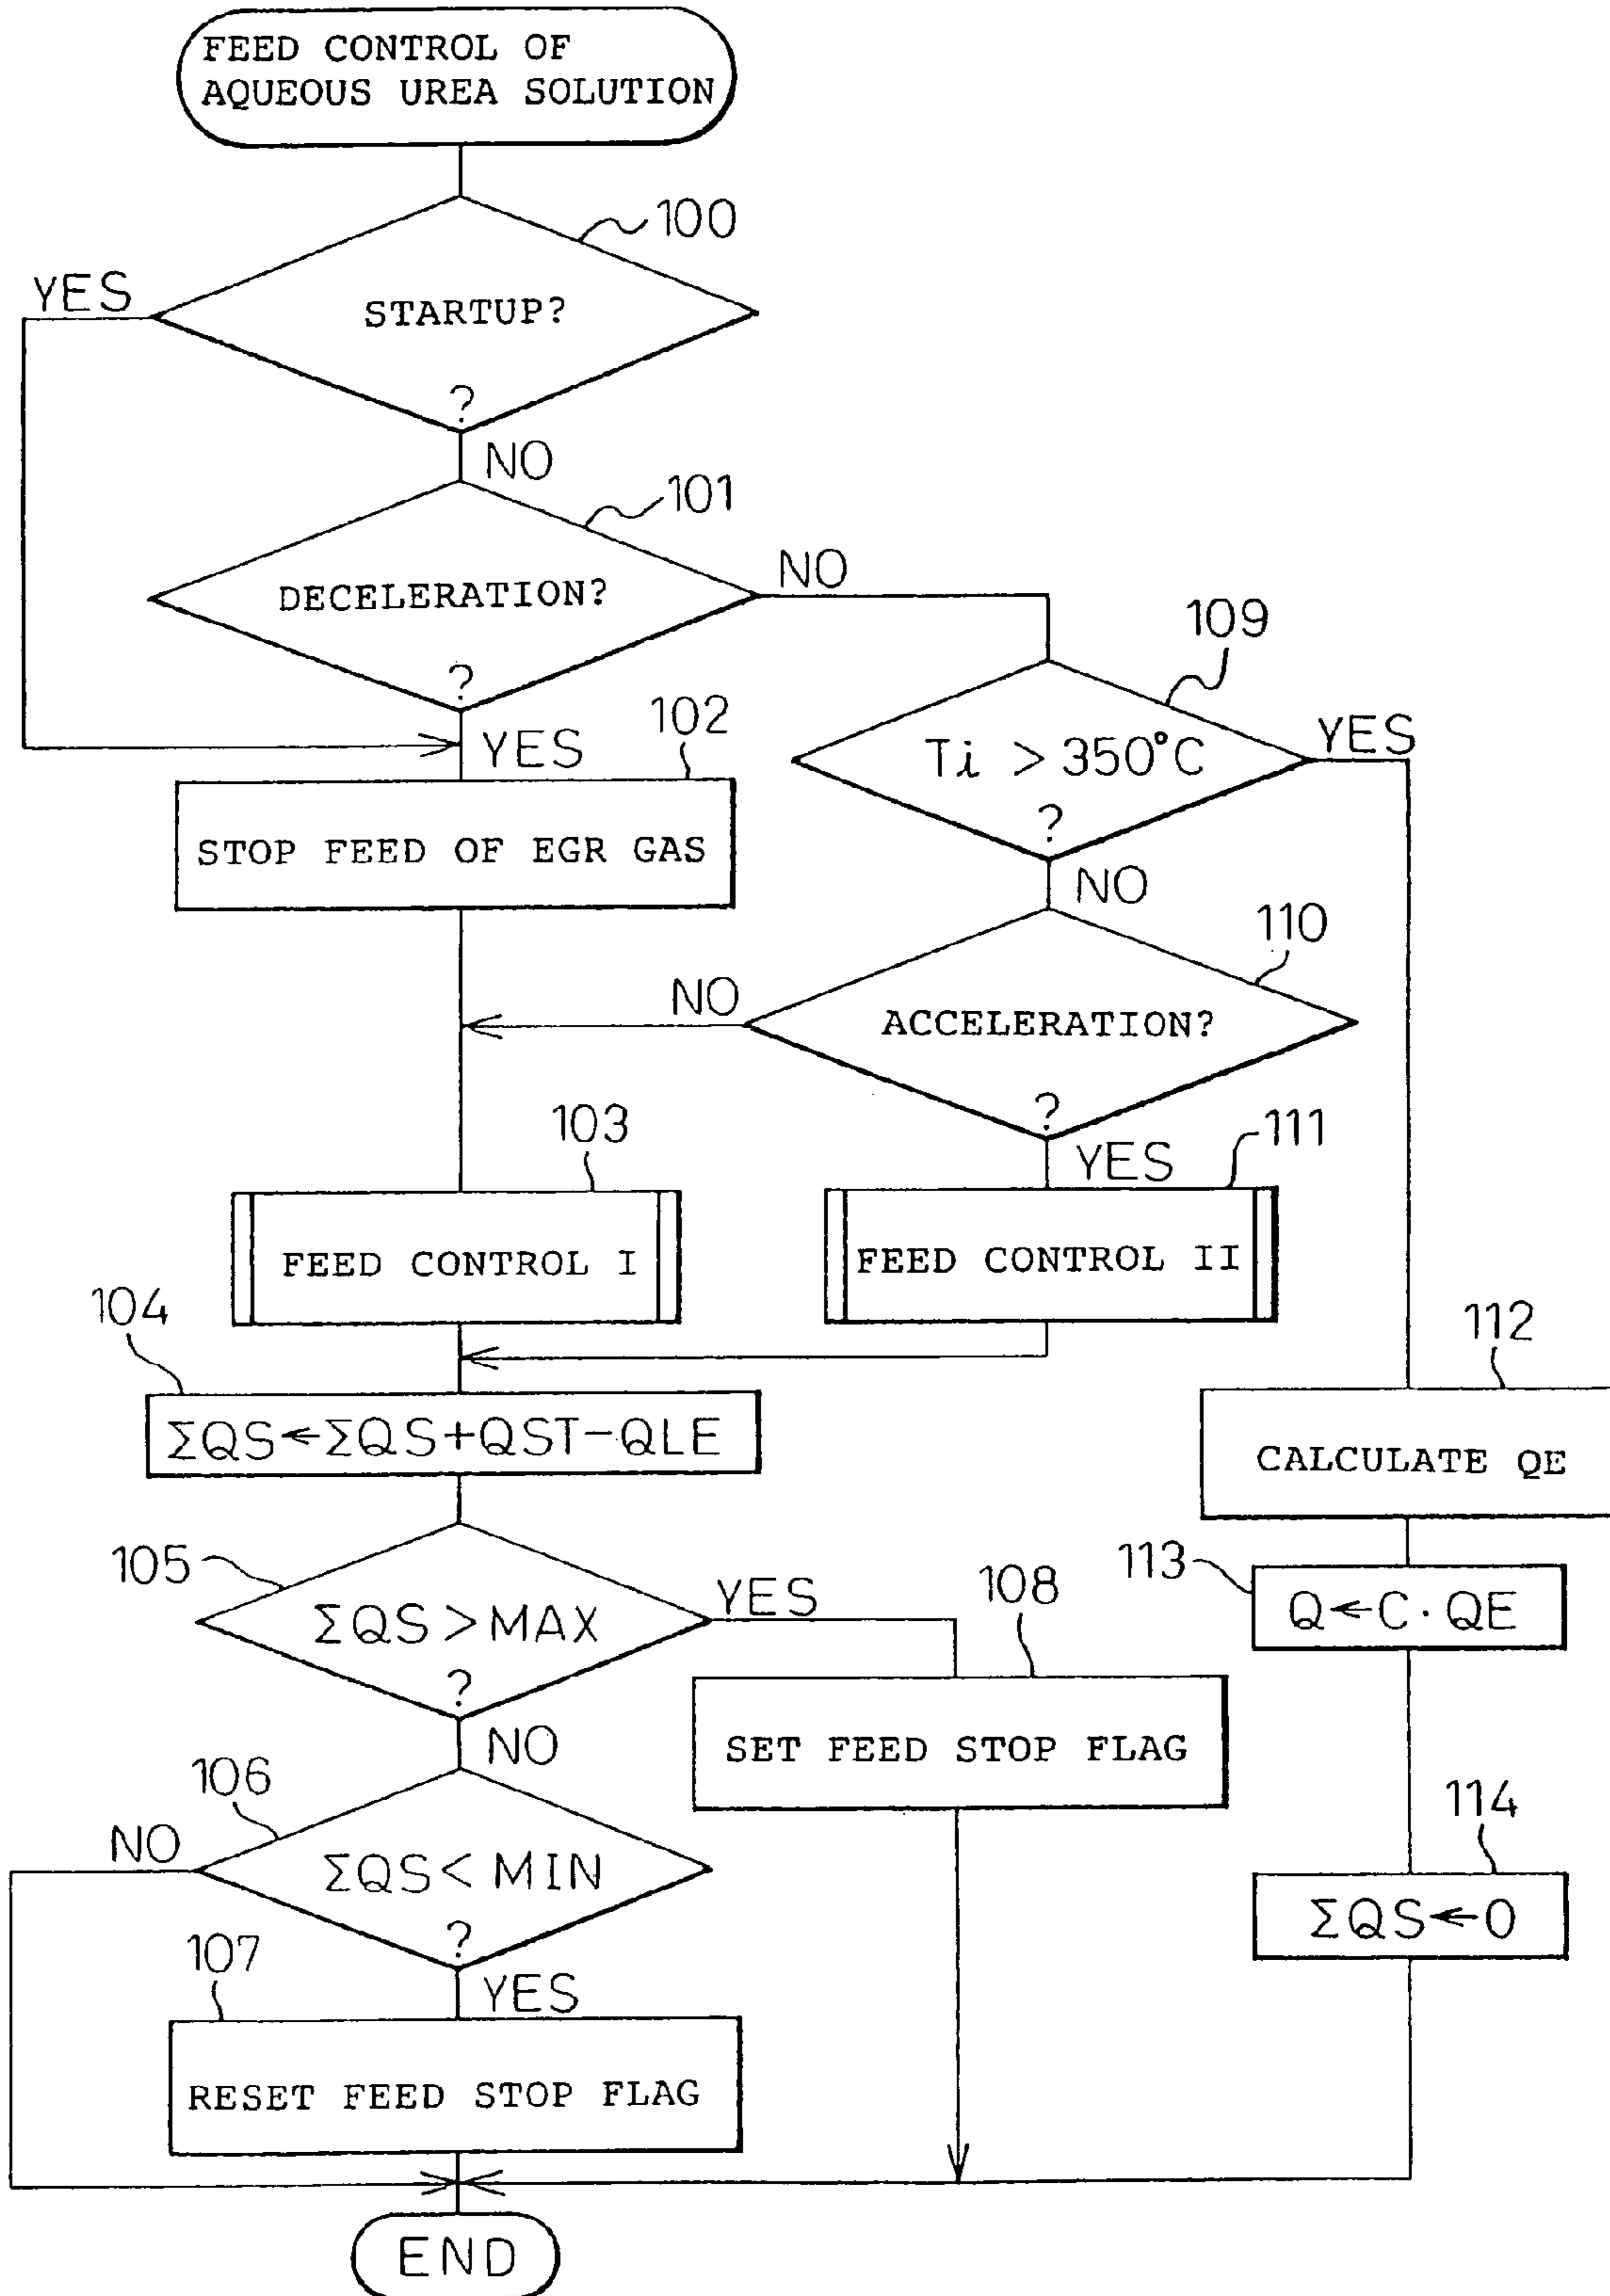 FEED CONTROL OF
AQUEOUS UREA SOLUTION
100
YES
STARTUP?
?
NO
101
DECELERATION?
NO
?
109
YES
102
Ti > 350°C
YES
?
STOP FEED OF EGR GAS
NO
110
NO
ACCELERATION?
?
103
YES
111
FEED CONTROL I
FEED CONTROL II
104
ΣQS←ΣQS+QST-QLE
112
CALCULATE QE
105
ΣQS > MAX
YES
?
108
113
Q←C·QE
NO
SET FEED STOP FLAG
106
NO
ΣQS < MIN
?
114
ΣQS←0
107
YES
RESET FEED STOP FLAG
END